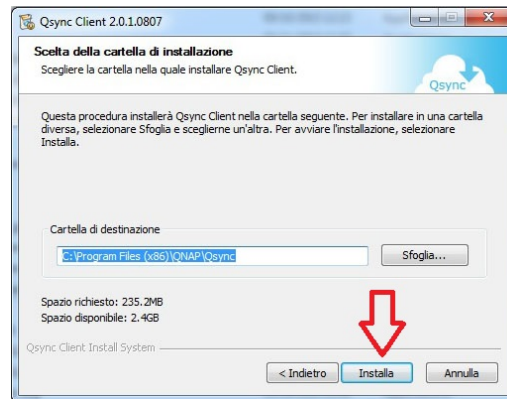 Qsync Client 2.0.1.0807
Scelta della cartella di installazione
Scegliere la cartella nella quale installare Qsync Client.
Qsync
Questa procedura installerà Qsync Client nella cartella seguente. Per installare in una cartella
diversa, selezionare Sfoglia e sceglierne un'altra. Per avviare l'installazione, selezionare
Installa.
Cartella di destinazione
C:\Program Files (x86)\QNAP\Qsync
Sfoglia...
Spazio richiesto: 235.2MB
Spazio disponibile: 2.4GB
Qsync Client Install System
< Indietro
Installa
Annulla